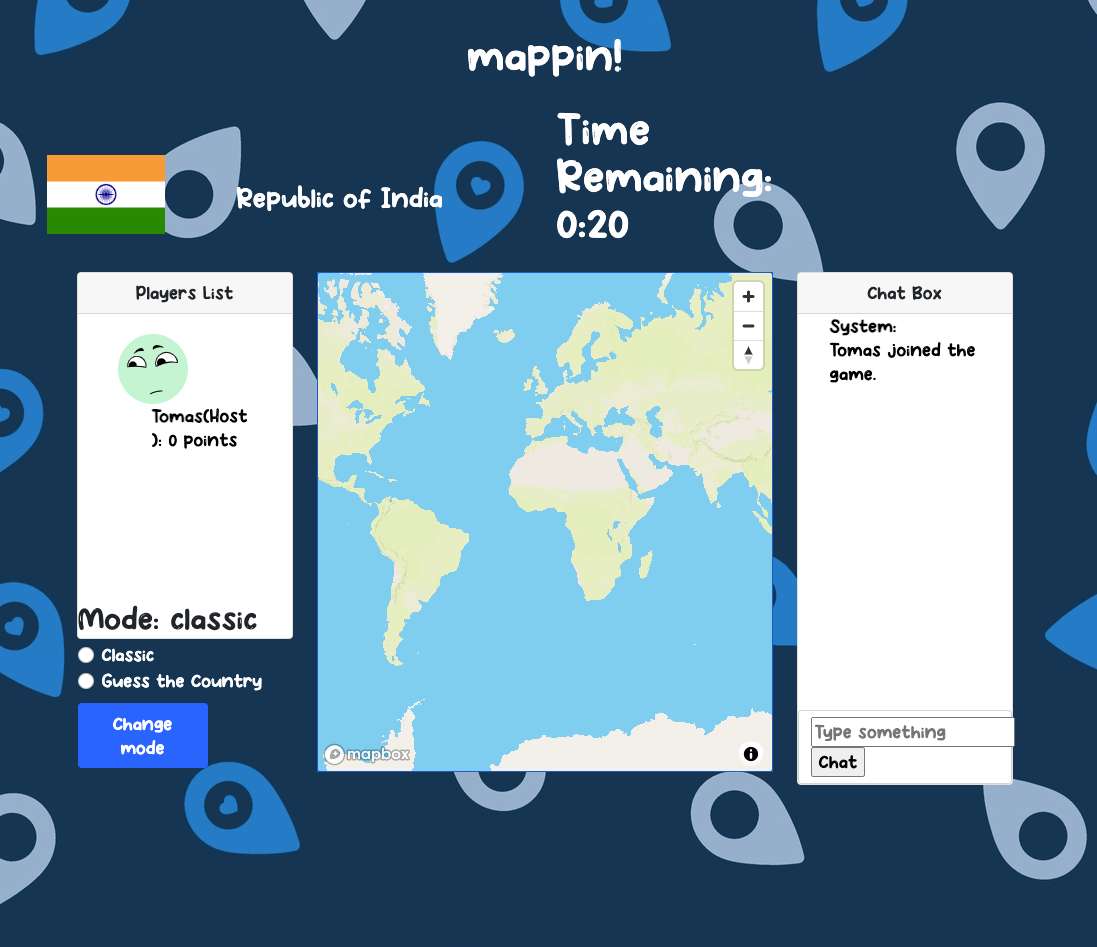 mappin!
Time
Remaining:
0:20
Republic of India
Players List
Tomas(Host
): 0 points
Mode: classic
Classic
Guess the Country
Change
mode
mapbox
Chat Box
System:
Tomas joined the
game.
Type something
Chat